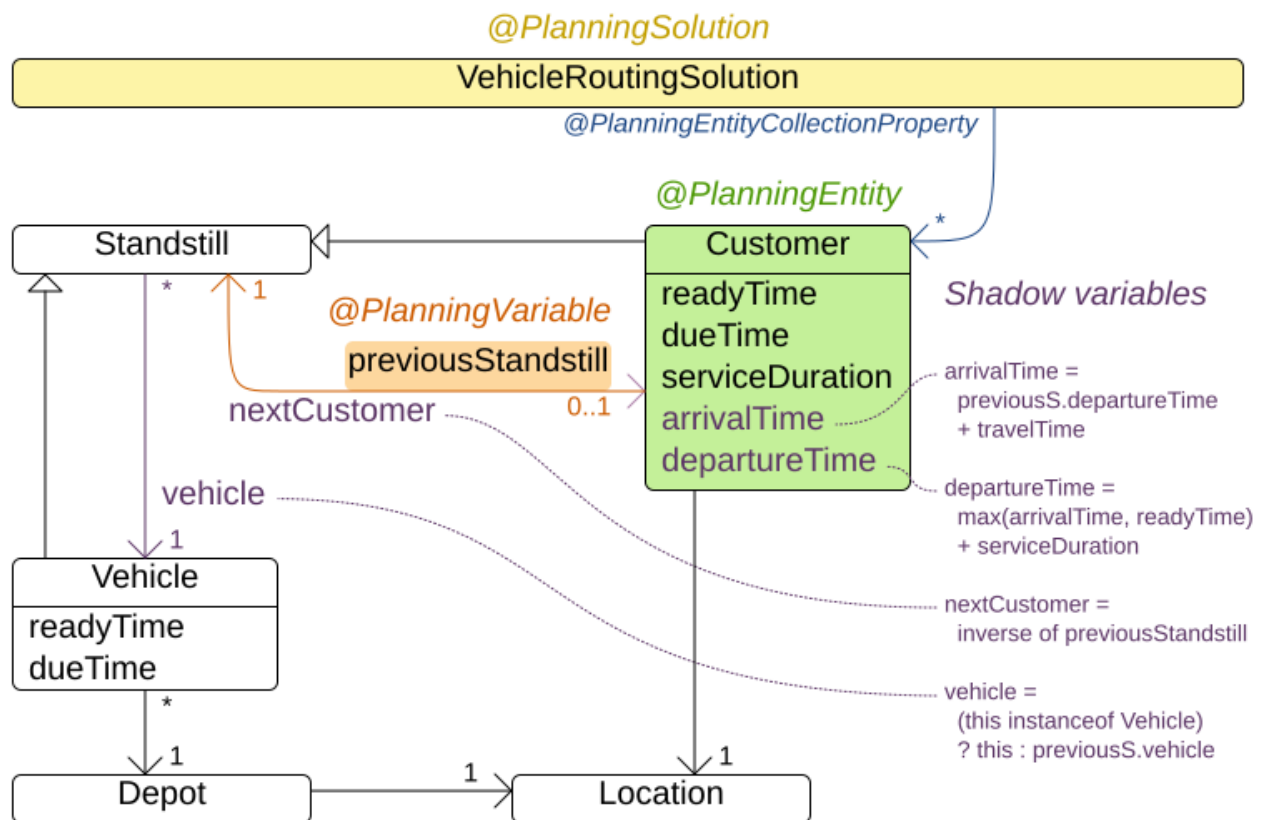 @PlanningSolution
VehicleRoutingSolution
@PlanningEntityCollectionProperty
@PlanningEntity
*
Standstill
Customer
*
1
@PlanningVariable
previousStandstill
0..1
nextCustomer
readyTime
dueTime
serviceDuration
arrivalTime
departureTime
Shadow variables
arrivalTime =
previousS.departureTime
+ travelTime
departureTime =
max(arrivalTime, readyTime)
+ serviceDuration
nextCustomer =
inverse of previousStandstill
vehicle =
(this instanceof Vehicle)
? this : previousS.vehicle
vehicle
1
Vehicle
readyTime
dueTime
*
1
Depot
1
1
Location